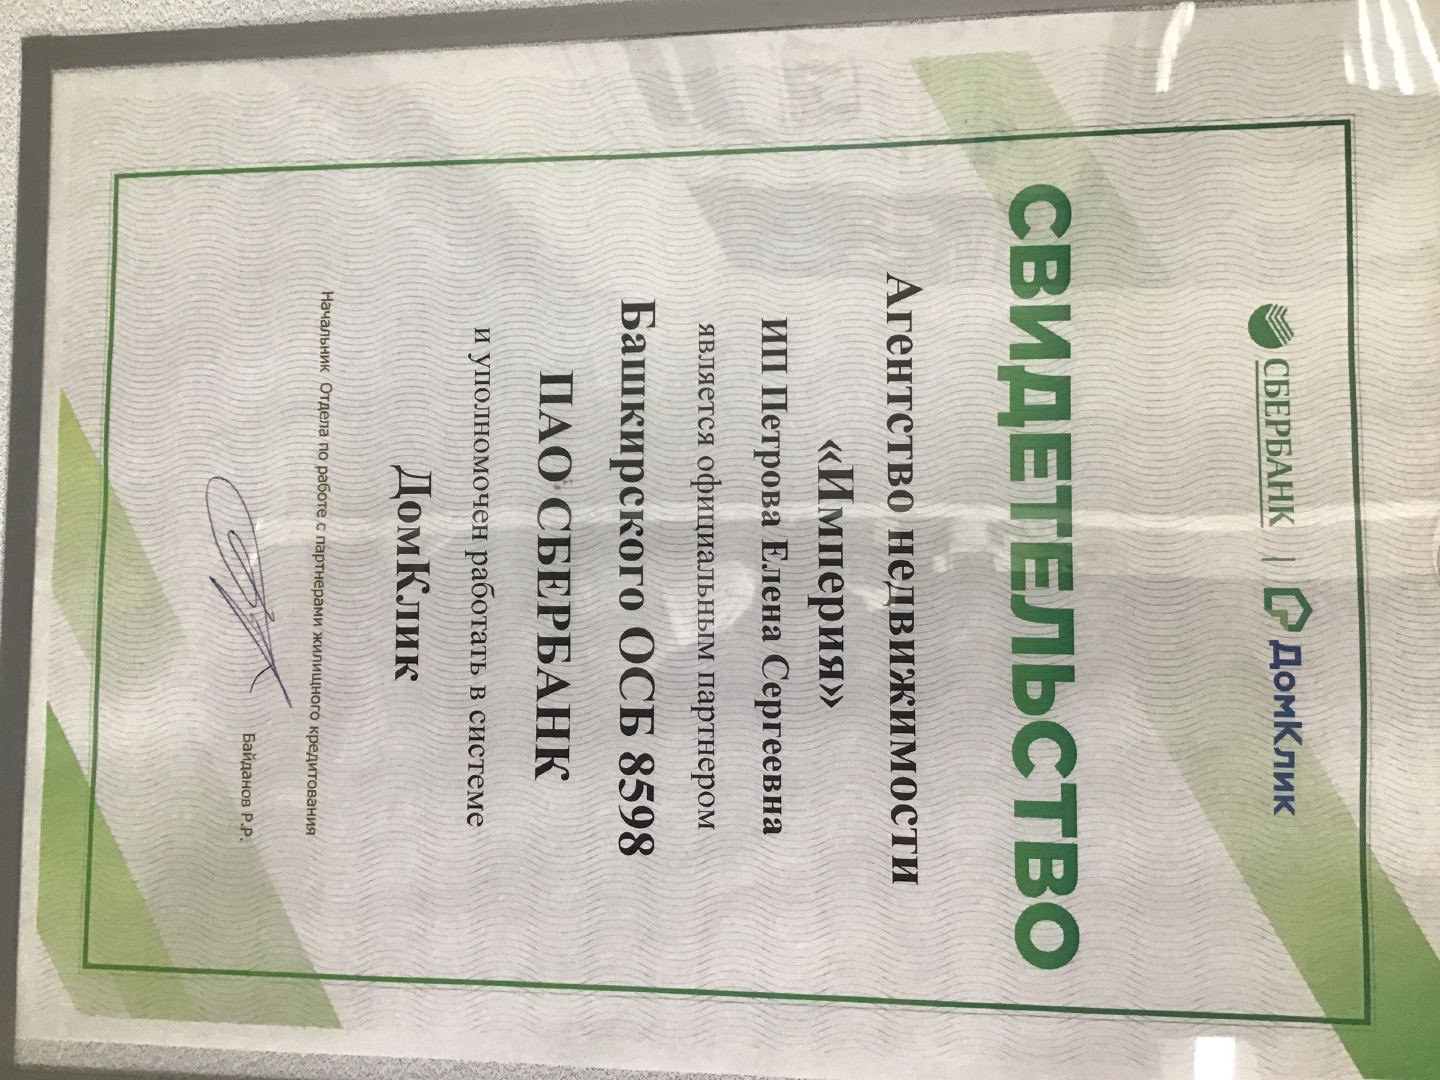 СБЕРБАНК | ДомКлик
СВИДЕТЕЛЬСТВО
Агентство недвижимости
«Империя»
ИП Петрова Елена Сергеевна
является официальным партнером
Башкирского ОСБ 8598
ПАО СБЕРБАНК
и уполномочен работать в системе
ДомКлик
Начальник Отдела по работе с партнерами жилищного кредитования
Байданов Р.Р.